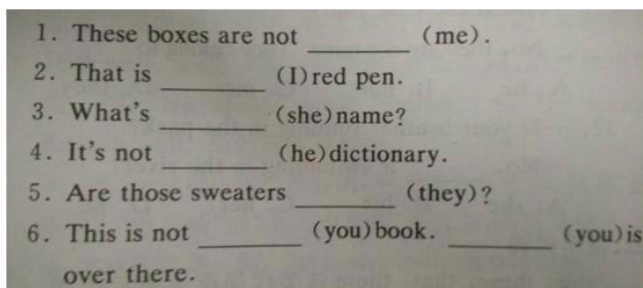 1. These boxes are not ________ (me).
2. That is ________ (I)red pen.
3. What's ________ (she)name?
4. It's not ________ (he)dictionary.
5. Are those sweaters ________ (they)?
6. This is not ________ (you)book. ________ (you)is
over there.